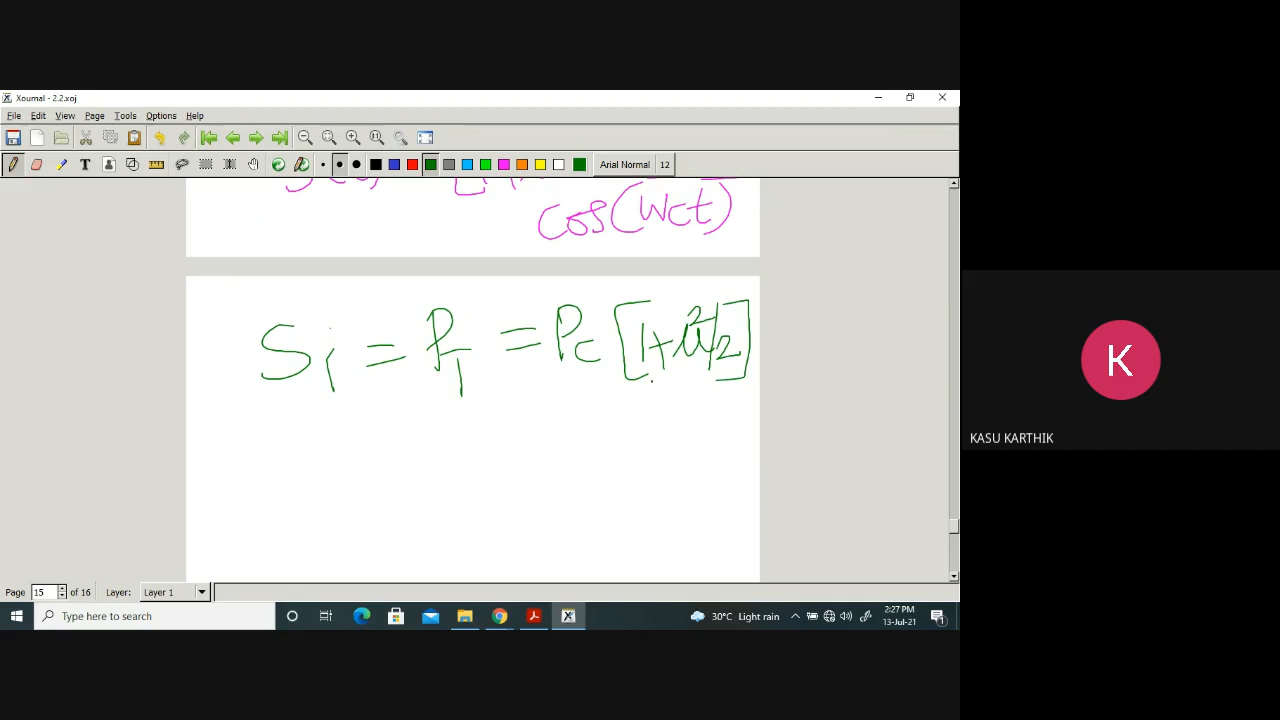 Xournal - 2.2.xoj
File Edit View Page Tools Options Help
Arial Normal 12
cos(Wct)
Si = Pi = Pc [1+μ²/2]
K
KASU KARTHIK
Page 15 of 16 Layer: Layer 1
Type here to search
30°C Light rain
2:27 PM
13-Jul-21
1